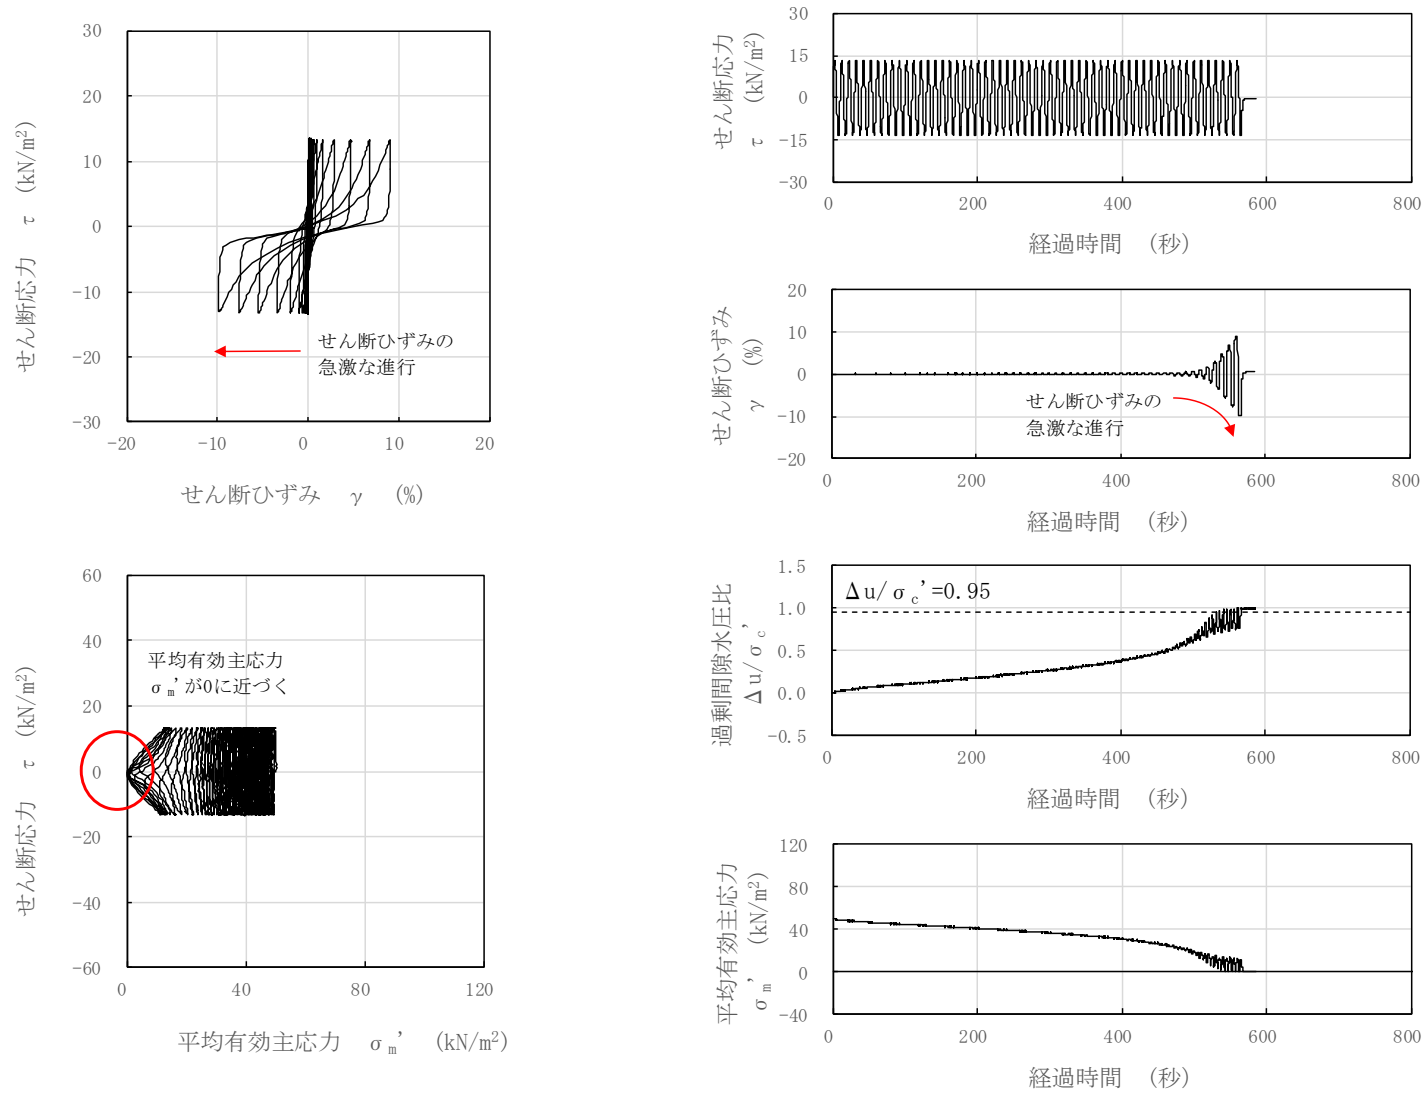 30
20
10
0
-10
-20
-30
-20
-10
0
10
20
せん断応力 τ (kN/m²)
せん断ひずみ γ (%)
せん断ひずみの
急激な進行
30
15
0
-15
-30
0
200
400
600
800
せん断応力
τ (kN/m²)
経過時間 (秒)
20
10
0
-10
-20
0
200
400
600
800
せん断ひずみ
γ (%)
せん断ひずみの
急激な進行
経過時間 (秒)
60
40
20
0
-20
-40
-60
0
40
80
120
せん断応力 τ (kN/m²)
平均有効主応力
σm'が0に近づく
平均有効主応力 σm' (kN/m²)
1.5
1.0
0.5
0.0
-0.5
0
200
400
600
800
過剰間隙水圧比
Δu/σc'
Δu/σc'=0.95
経過時間 (秒)
120
80
40
0
-40
0
200
400
600
800
平均有効主応力
σm' (kN/m²)
経過時間 (秒)